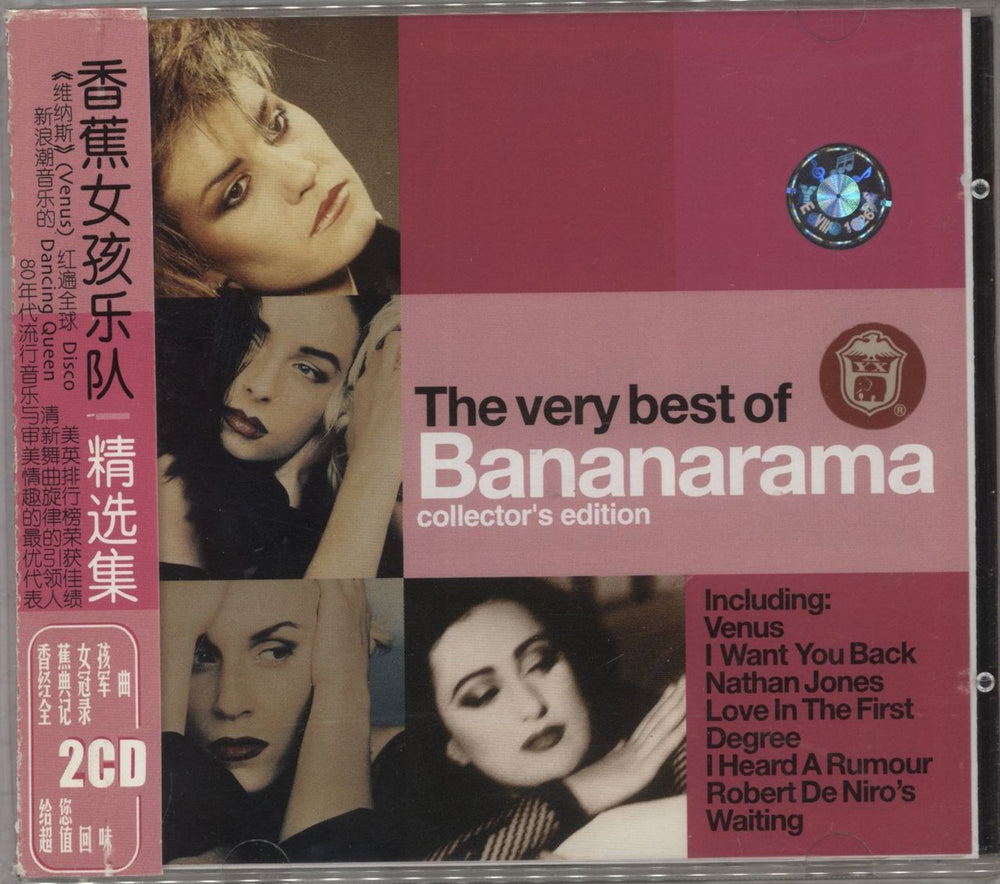 香蕉女孩乐队
精选集
《维纳斯》(Venus) 红遍全球 Disco 美英排行榜荣获佳绩
新浪潮音乐的 Dancing Queen 清新舞曲旋律的引领人
80年代流行音乐与审美情趣的最优代表
香蕉女孩
经典冠军曲
全记录
2CD
给您
超值回味
YX
®
The very best of
Bananarama
collector's edition
Including:
Venus
I Want You Back
Nathan Jones
Love In The First
Degree
I Heard A Rumour
Robert De Niro's
Waiting